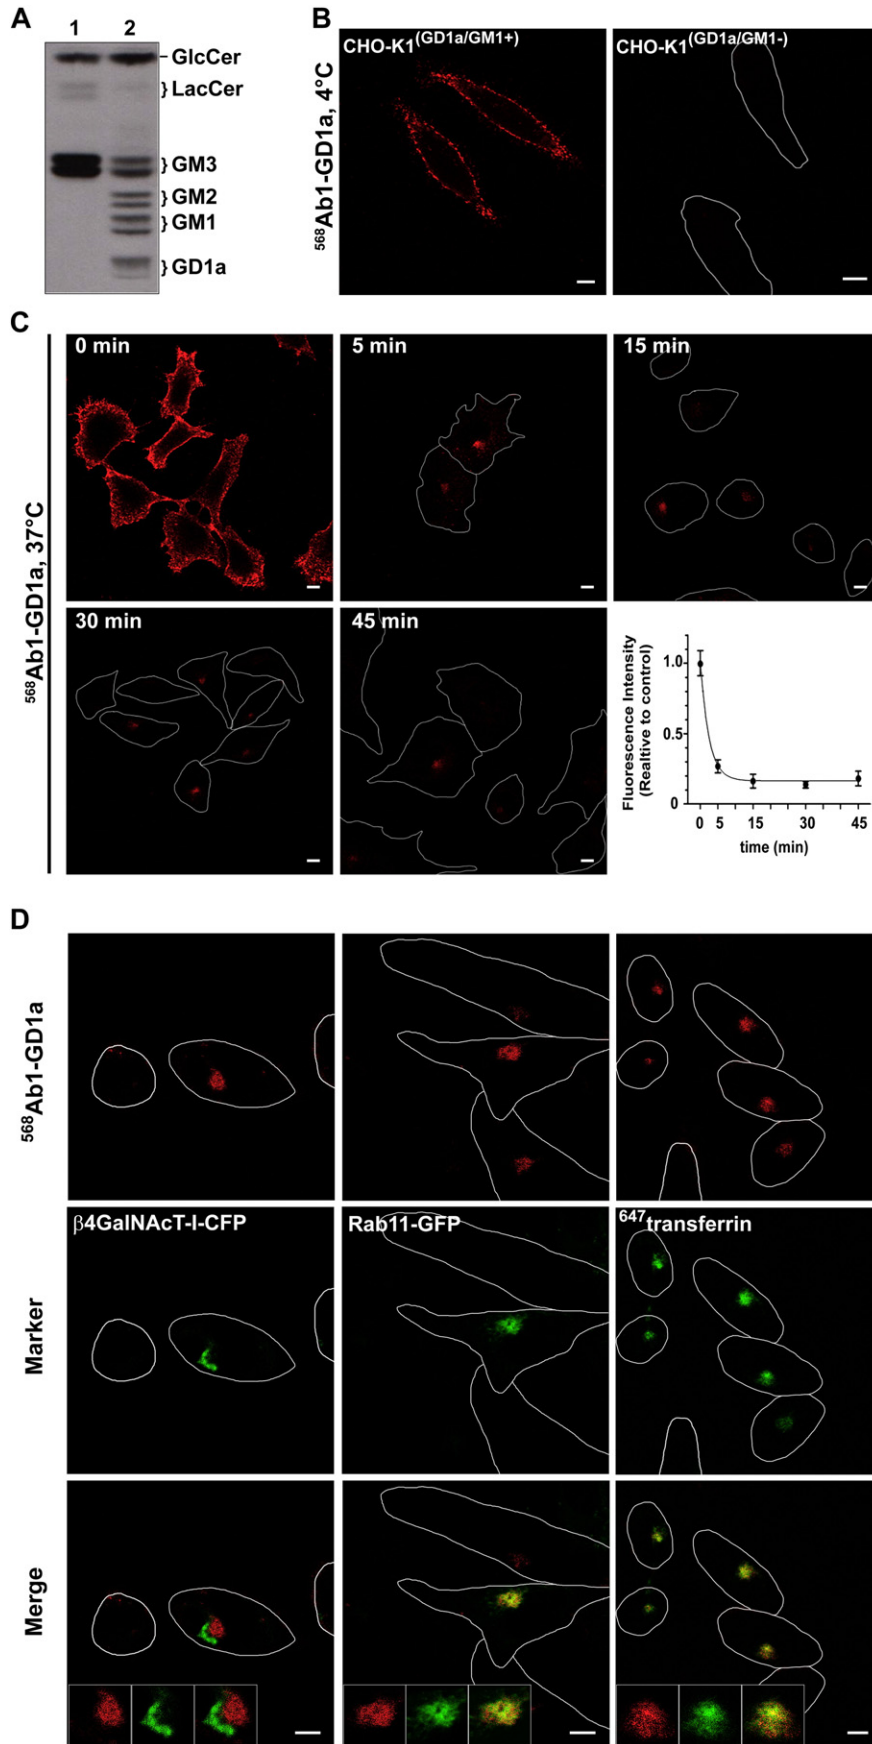 A
1 2
GlcCer
LacCer
GM3
GM2
GM1
GD1a
B
568Ab1-GD1a, 4°C
CHO-K1(GD1a/GM1+)
CHO-K1(GD1a/GM1-)
C
568Ab1-GD1a, 37°C
0 min
5 min
15 min
30 min
45 min
Fluorescence Intensity
(Realtive to control)
1.0
0.5
0
0 5 15 30 45
time (min)
D
568Ab1-GD1a
Marker
β4GalNAcT-I-CFP
Rab11-GFP
647transferrin
Merge